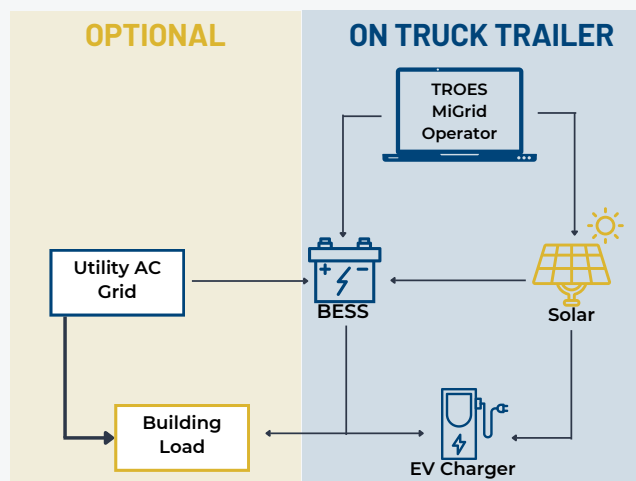 OPTIONAL
ON TRUCK TRAILER
TROES
MiGrid
Operator
Utility AC
Grid
BESS
Solar
Building
Load
EV Charger